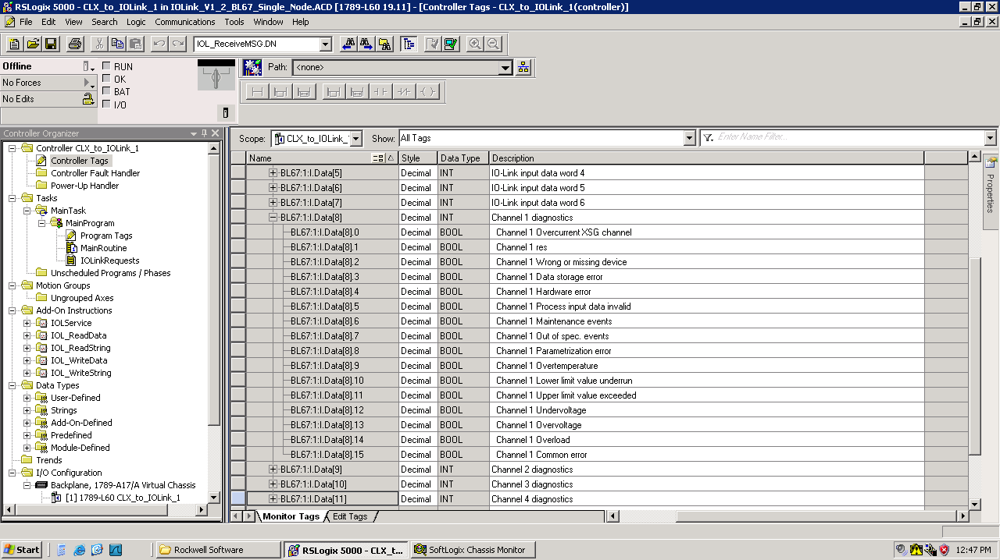 RSLogix 5000 - CLX_to_IOLink_1 in IOLink_V1_2_BL67_Single_Node.ACD [1789-L60 19.11] - [Controller Tags - CLX_to_IOLink_1(controller)]
File Edit View Search Logic Communications Tools Window Help
IOL_ReceiveMSG.DN
Offline
No Forces
No Edits
RUN
OK
BAT
I/O
Path: <none>
Controller Organizer
Controller CLX_to_IOLink_1
Controller Tags
Controller Fault Handler
Power-Up Handler
Tasks
MainTask
MainProgram
Program Tags
MainRoutine
IOLinkRequests
Unscheduled Programs / Phases
Motion Groups
Ungrouped Axes
Add-On Instructions
IOLService
IOL_ReadData
IOL_ReadString
IOL_WriteData
IOL_WriteString
Data Types
User-Defined
Strings
Add-On-Defined
Predefined
Module-Defined
Trends
I/O Configuration
Backplane, 1789-A17/A Virtual Chassis
[1] 1789-L60 CLX_to_IOLink_1
Scope: CLX_to_IOLink_ Show: All Tags Enter Name Filter...
Name Style Data Type Description
BL67:1:I.Data[5] Decimal INT IO-Link input data word 4
BL67:1:I.Data[6] Decimal INT IO-Link input data word 5
BL67:1:I.Data[7] Decimal INT IO-Link input data word 6
BL67:1:I.Data[8] Decimal INT Channel 1 diagnostics
BL67:1:I.Data[8].0 Decimal BOOL Channel 1 Overcurrent XSG channel
BL67:1:I.Data[8].1 Decimal BOOL Channel 1 res
BL67:1:I.Data[8].2 Decimal BOOL Channel 1 Wrong or missing device
BL67:1:I.Data[8].3 Decimal BOOL Channel 1 Data storage error
BL67:1:I.Data[8].4 Decimal BOOL Channel 1 Hardware error
BL67:1:I.Data[8].5 Decimal BOOL Channel 1 Process input data invalid
BL67:1:I.Data[8].6 Decimal BOOL Channel 1 Maintenance events
BL67:1:I.Data[8].7 Decimal BOOL Channel 1 Out of spec. events
BL67:1:I.Data[8].8 Decimal BOOL Channel 1 Parametrization error
BL67:1:I.Data[8].9 Decimal BOOL Channel 1 Overtemperature
BL67:1:I.Data[8].10 Decimal BOOL Channel 1 Lower limit value underrun
BL67:1:I.Data[8].11 Decimal BOOL Channel 1 Upper limit value exceeded
BL67:1:I.Data[8].12 Decimal BOOL Channel 1 Undervoltage
BL67:1:I.Data[8].13 Decimal BOOL Channel 1 Overvoltage
BL67:1:I.Data[8].14 Decimal BOOL Channel 1 Overload
BL67:1:I.Data[8].15 Decimal BOOL Channel 1 Common error
BL67:1:I.Data[9] Decimal INT Channel 2 diagnostics
BL67:1:I.Data[10] Decimal INT Channel 3 diagnostics
BL67:1:I.Data[11] Decimal INT Channel 4 diagnostics
Properties
Monitor Tags Edit Tags
Start Rockwell Software RSLogix 5000 - CLX_t... SoftLogix Chassis Monitor 12:47 PM